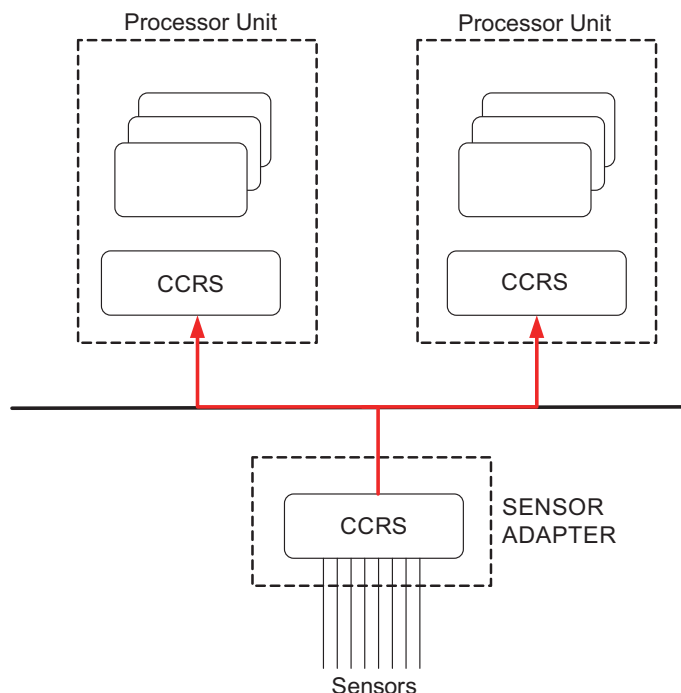 Processor Unit
Processor Unit
CCRS
CCRS
CCRS
SENSOR
ADAPTER
Sensors